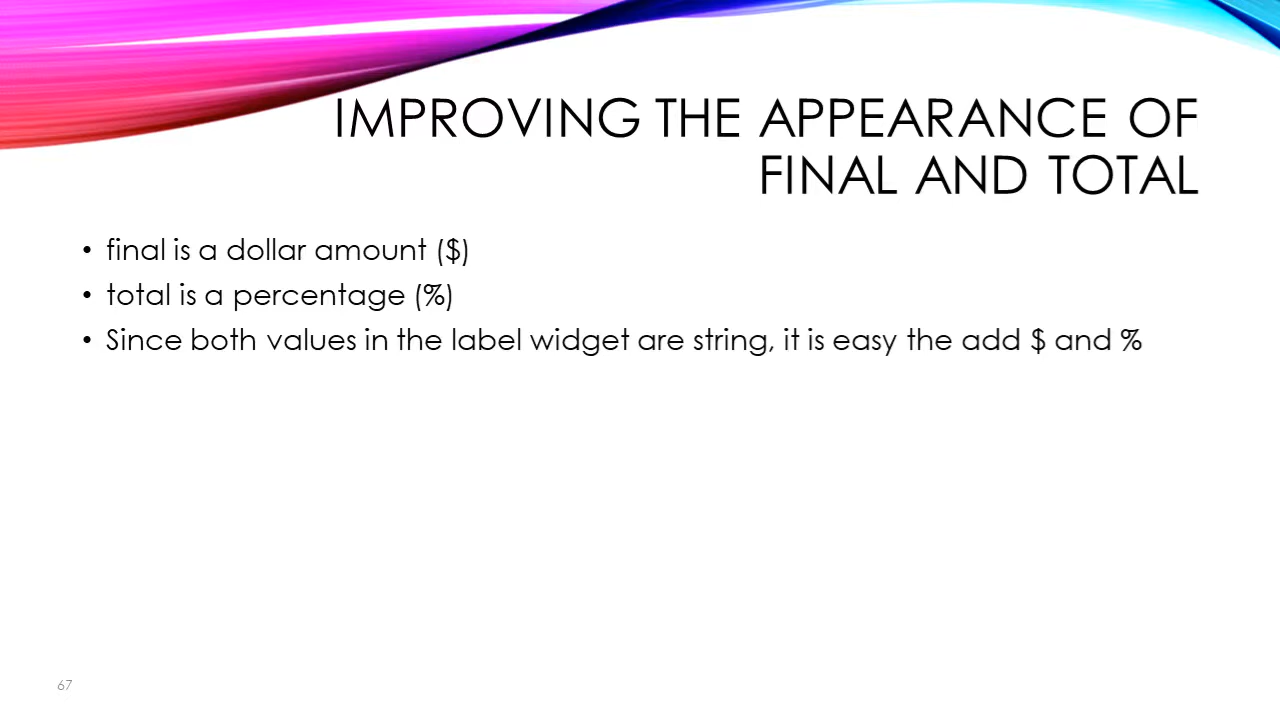 IMPROVING THE APPEARANCE OF
FINAL AND TOTAL
• final is a dollar amount ($)
• total is a percentage (%)
• Since both values in the label widget are string, it is easy the add $ and %
67